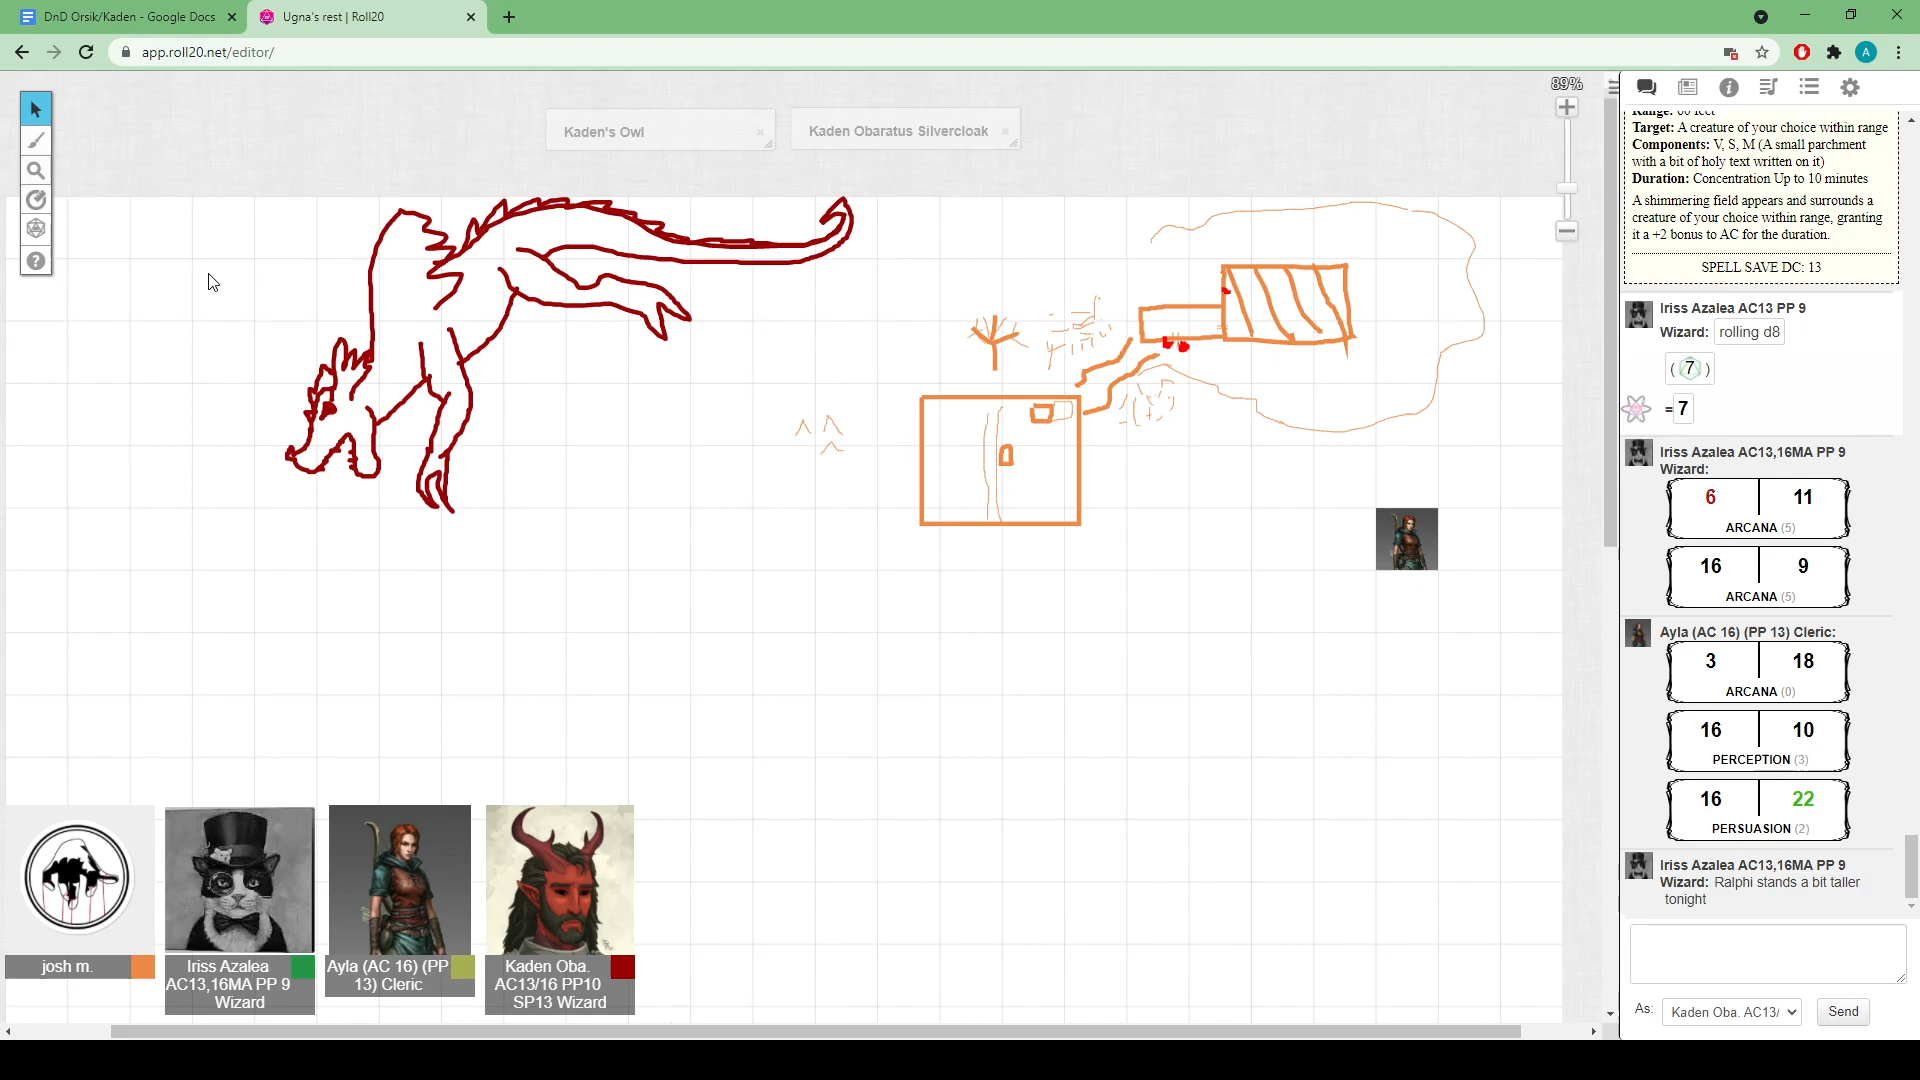 DnD Orsik/Kaden - Google Docs
Ugna's rest | Roll20
app.roll20.net/editor/
A
89%
Kaden's Owl
Kaden Obaratus Silvercloak
Target: A creature of your choice within range
Components: V, S, M (A small parchment
with a bit of holy text written on it)
Duration: Concentration Up to 10 minutes
A shimmering field appears and surrounds a
creature of your choice within range, granting
it a +2 bonus to AC for the duration.
SPELL SAVE DC: 13
Iriss Azalea AC13 PP 9
Wizard: rolling d8
(7)
=7
Iriss Azalea AC13,16MA PP 9
Wizard:
6 11
ARCANA (5)
16 9
ARCANA (5)
Ayla (AC 16) (PP 13) Cleric:
3 18
ARCANA (0)
16 10
PERCEPTION (3)
16 22
PERSUASION (2)
Iriss Azalea AC13,16MA PP 9
Wizard: Ralphi stands a bit taller
tonight
As: Kaden Oba. AC13/ Send
josh m.
Iriss Azalea
AC13,16MA PP 9
Wizard
Ayla (AC 16) (PP
13) Cleric
Kaden Oba.
AC13/16 PP10
SP13 Wizard